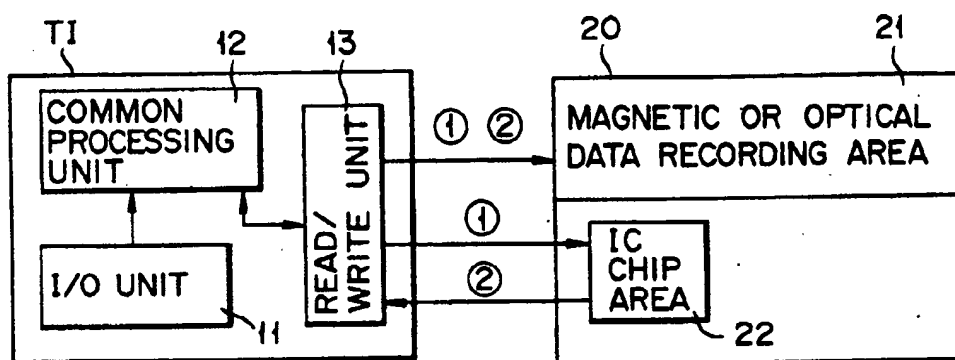 TI
12
13
20
21
COMMON
PROCESSING
UNIT
READ/
WRITE UNIT
① ②
MAGNETIC OR OPTICAL
DATA RECORDING AREA
①
②
I/O UNIT
11
IC
CHIP
AREA
22